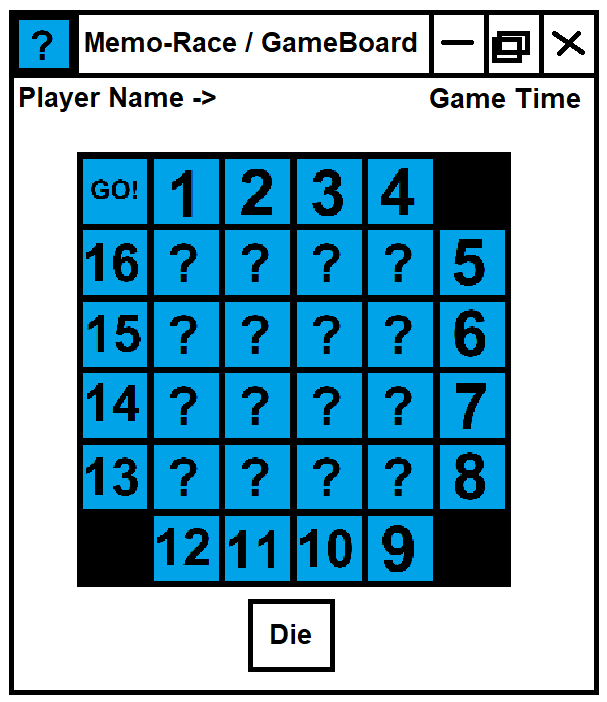 ? Memo-Race / GameBoard
Player Name -> Game Time
GO! 1 2 3 4
16 ? ? ? ? 5
15 ? ? ? ? 6
14 ? ? ? ? 7
13 ? ? ? ? 8
12 11 10 9
Die